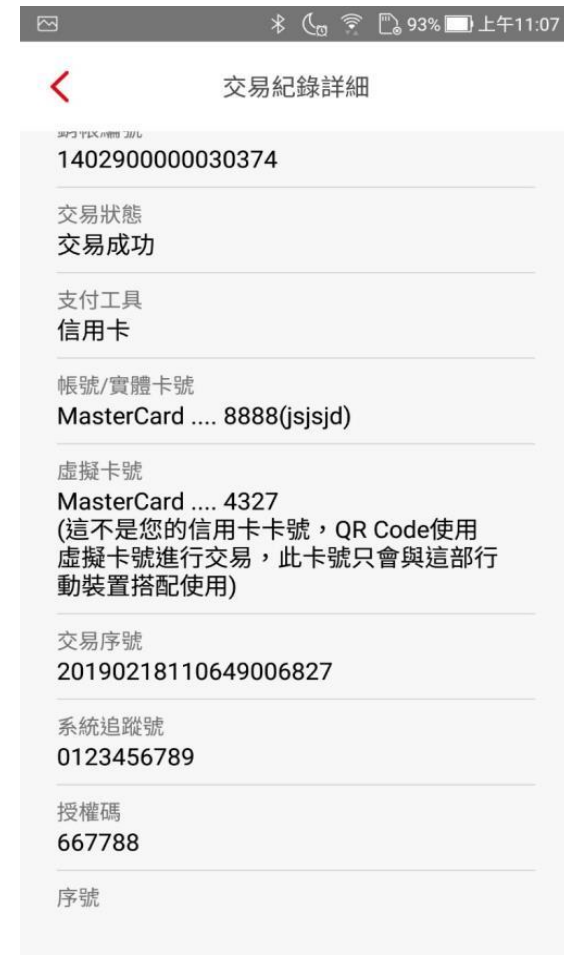 93% 上午11:07
交易紀錄詳細
1402900000030374
交易狀態
交易成功
支付工具
信用卡
帳號/實體卡號
MasterCard .... 8888(jsjsjd)
虛擬卡號
MasterCard .... 4327
(這不是您的信用卡卡號，QR Code使用
虛擬卡號進行交易，此卡號只會與這部行
動裝置搭配使用)
交易序號
20190218110649006827
系統追蹤號
0123456789
授權碼
667788
序號